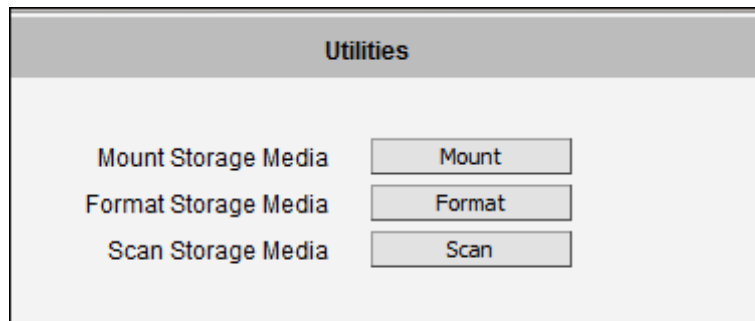 Utilities
Mount Storage Media Mount
Format Storage Media Format
Scan Storage Media Scan